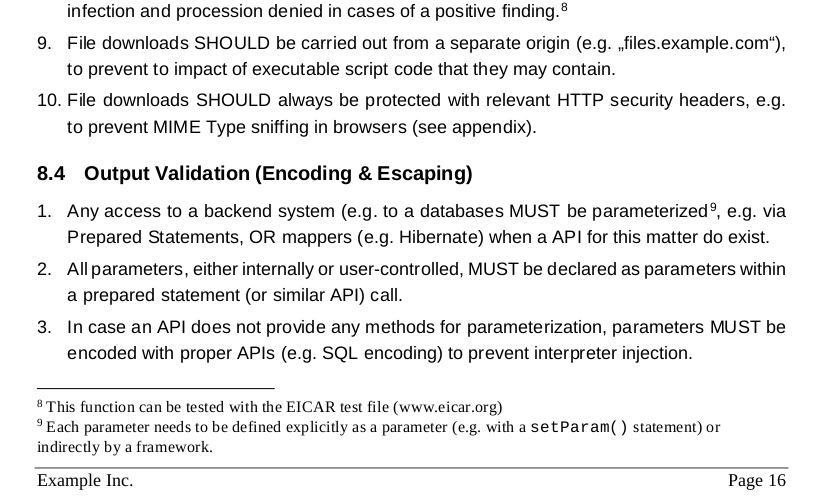 infection and procession denied in cases of a positive finding.⁸
9. File downloads SHOULD be carried out from a separate origin (e.g. „files.example.com“),
to prevent to impact of executable script code that they may contain.
10. File downloads SHOULD always be protected with relevant HTTP security headers, e.g.
to prevent MIME Type sniffing in browsers (see appendix).
8.4 Output Validation (Encoding & Escaping)
1. Any access to a backend system (e.g. to a databases MUST be parameterized⁹, e.g. via
Prepared Statements, OR mappers (e.g. Hibernate) when a API for this matter do exist.
2. All parameters, either internally or user-controlled, MUST be declared as parameters within
a prepared statement (or similar API) call.
3. In case an API does not provide any methods for parameterization, parameters MUST be
encoded with proper APIs (e.g. SQL encoding) to prevent interpreter injection.
⁸ This function can be tested with the EICAR test file (www.eicar.org)
⁹ Each parameter needs to be defined explicitly as a parameter (e.g. with a setParam() statement) or
indirectly by a framework.
Example Inc. Page 16